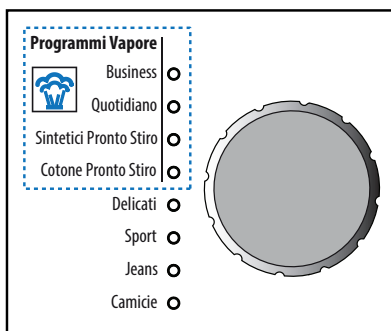 Programmi Vapore
Business
Quotidiano
Sintetici Pronto Stiro
Cotone Pronto Stiro
Delicati
Sport
Jeans
Camicie